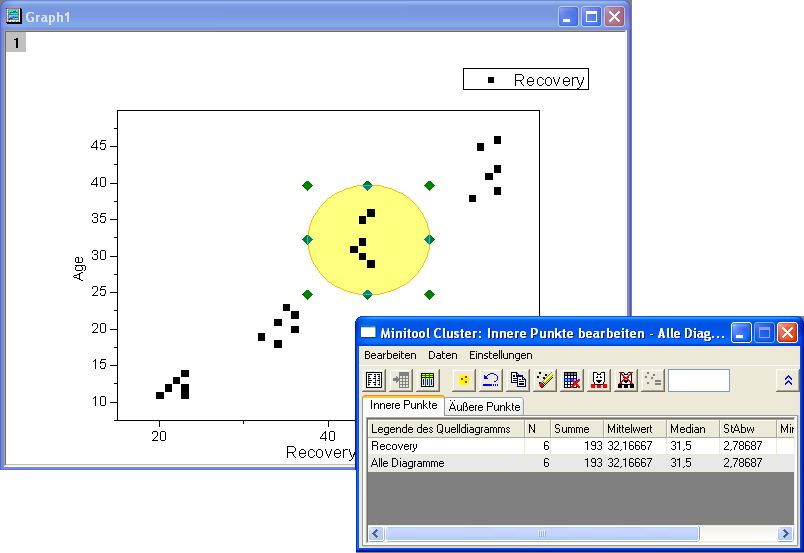 Graph1
1
Recovery
45
40
35
30
25
20
15
10
Age
20
40
Recovery
Minitool Cluster: Innere Punkte bearbeiten - Alle Diag...
Bearbeiten Daten Einstellungen
Innere Punkte Äußere Punkte
Legende des Quelldiagramms N Summe Mittelwert Median StAbw Min
Recovery 6 193 32,16667 31,5 2,78687
Alle Diagramme 6 193 32,16667 31,5 2,78687